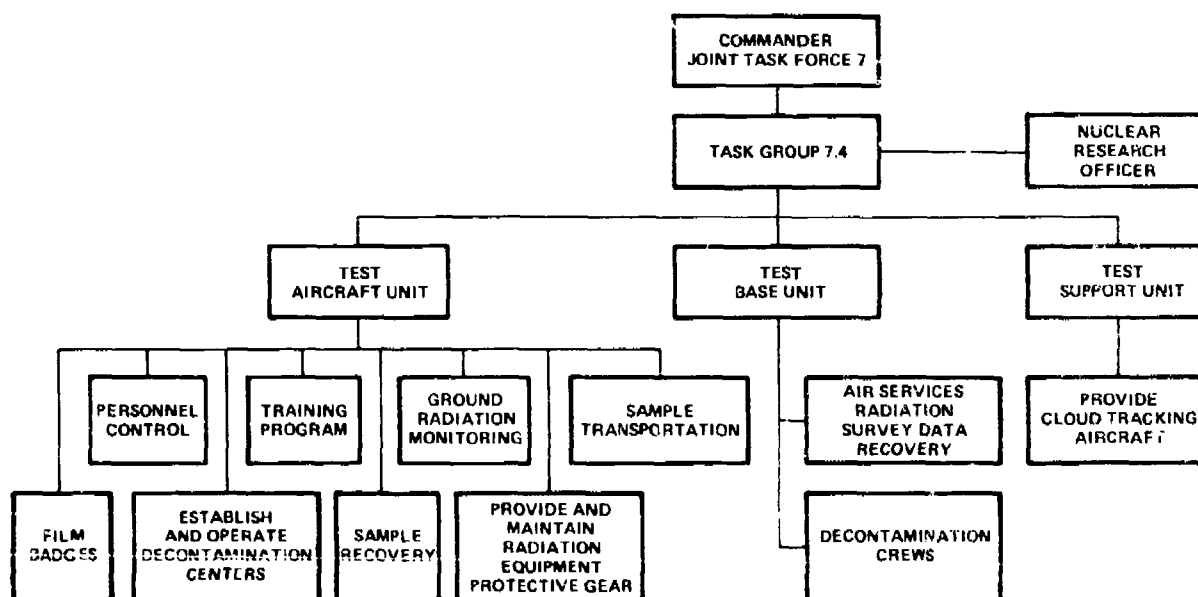 COMMANDER
JOINT TASK FORCE 7
TASK GROUP 7.4
NUCLEAR
RESEARCH
OFFICER
TEST
AIRCRAFT UNIT
TEST
BASE UNIT
TEST
SUPPORT UNIT
PERSONNEL
CONTROL
TRAINING
PROGRAM
GROUND
RADIATION
MONITORING
SAMPLE
TRANSPORTATION
AIR SERVICES
RADIATION
SURVEY DATA
RECOVERY
PROVIDE
CLOUD TRACKING
AIRCRAFT
FILM
BADGES
ESTABLISH
AND OPERATE
DECONTAMINATION
CENTERS
SAMPLE
RECOVERY
PROVIDE AND
MAINTAIN
RADIATION
EQUIPMENT
PROTECTIVE GEAR
DECONTAMINATION
CREWS